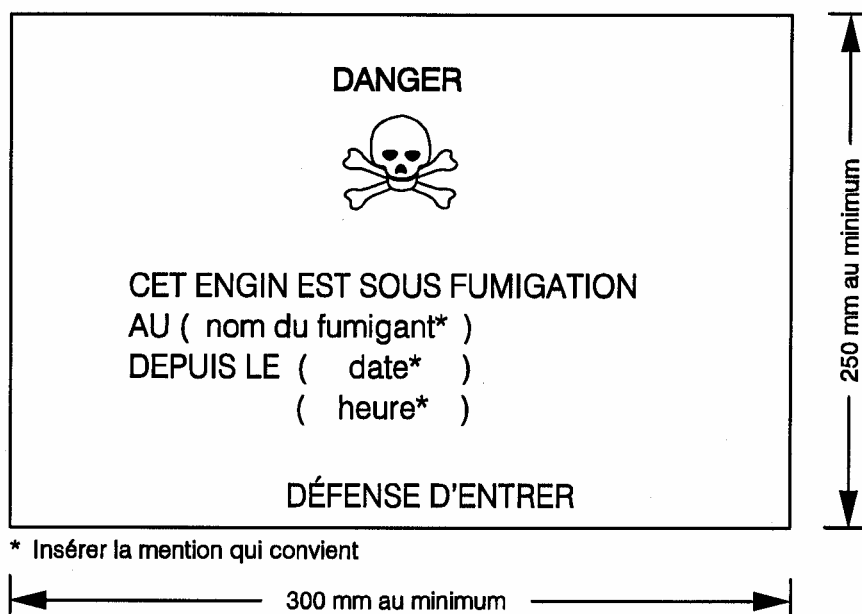 DANGER
CET ENGIN EST SOUS FUMIGATION
AU ( nom du fumigant* )
DEPUIS LE ( date* )
( heure* )
DÉFENSE D'ENTRER
* Insérer la mention qui convient
300 mm au minimum
250 mm au minimum